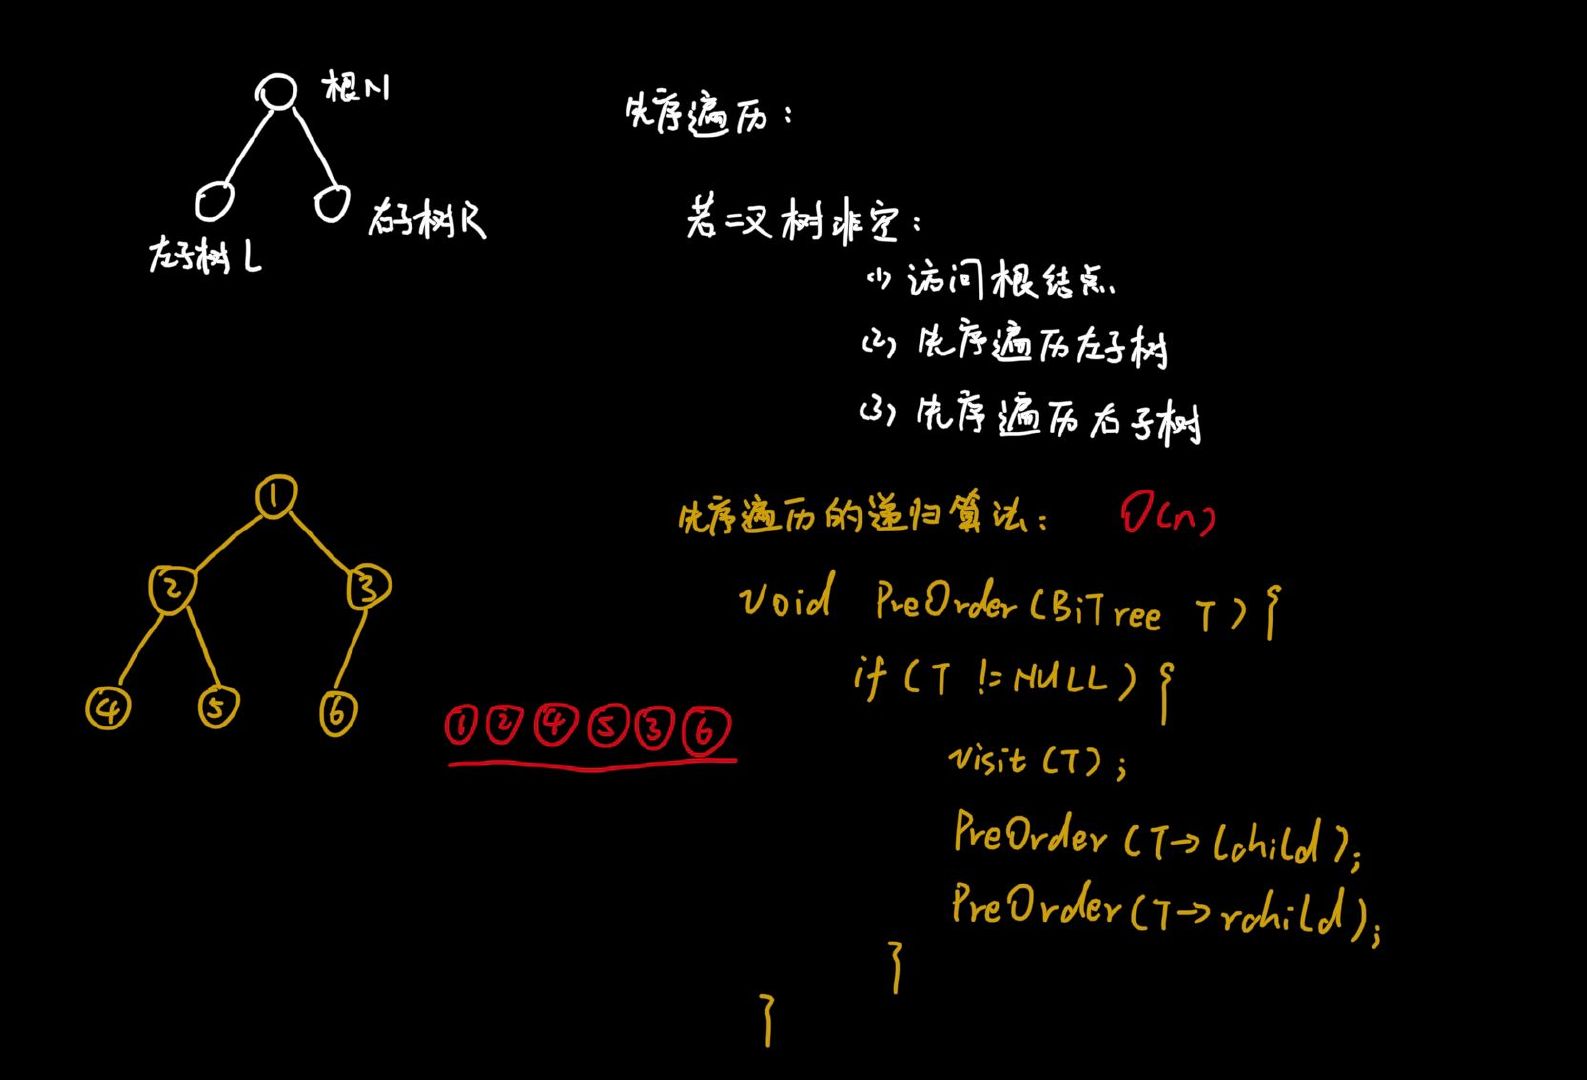 根N
左子树L
右子树R
先序遍历：
若二叉树非空：
(1) 访问根结点
(2) 先序遍历左子树
(3) 先序遍历右子树
1
2
3
4
5
6
① ② ④ ⑤ ③ ⑥
先序遍历的递归算法： O(n)
void PreOrder(BiTree T){
if(T !=NULL){
visit(T);
PreOrder(T→lchild);
PreOrder(T→rchild);
}
}